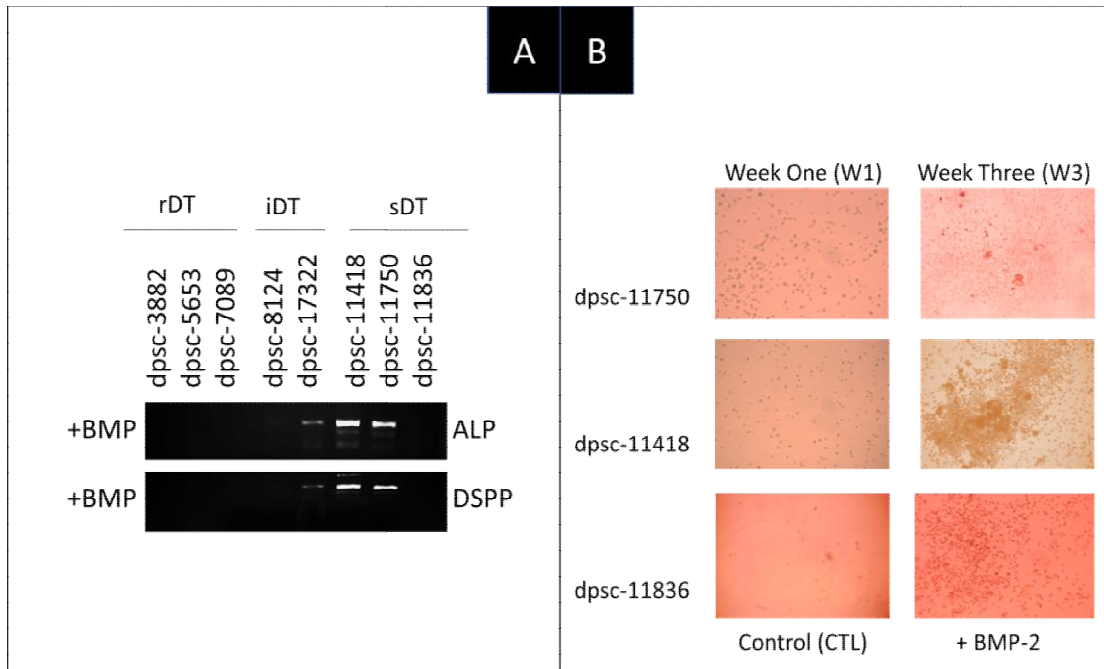 A
B
rDT
iDT
sDT
dpsc-3882
dpsc-5653
dpsc-7089
dpsc-8124
dpsc-17322
dpsc-11418
dpsc-11750
dpsc-11836
+BMP
ALP
+BMP
DSPP
Week One (W1)
Week Three (W3)
dpsc-11750
dpsc-11418
dpsc-11836
Control (CTL)
+ BMP-2